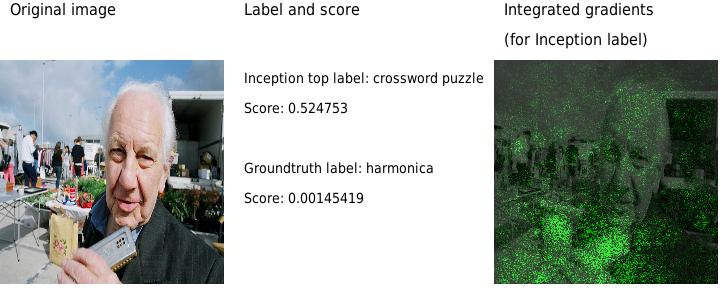 Original image
Label and score
Integrated gradients
(for Inception label)
Inception top label: crossword puzzle
Score: 0.524753
Groundtruth label: harmonica
Score: 0.00145419